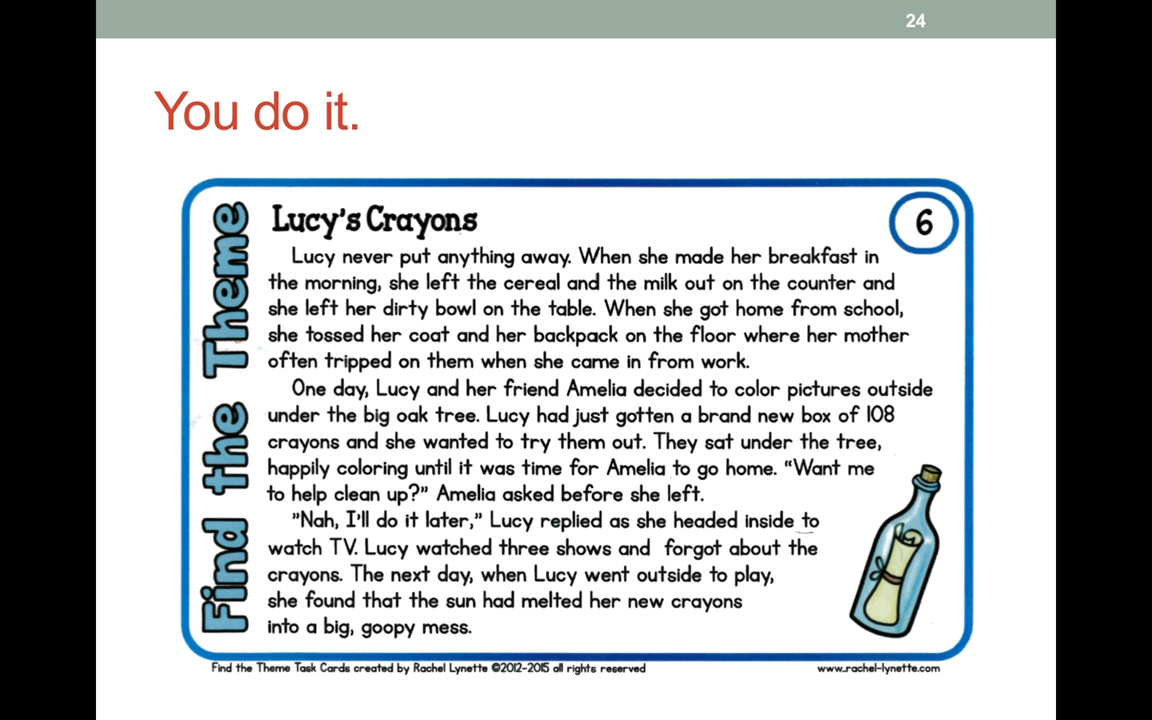 24
You do it.
Find the Theme
Lucy's Crayons
6
Lucy never put anything away. When she made her breakfast in
the morning, she left the cereal and the milk out on the counter and
she left her dirty bowl on the table. When she got home from school,
she tossed her coat and her backpack on the floor where her mother
often tripped on them when she came in from work.
One day, Lucy and her friend Amelia decided to color pictures outside
under the big oak tree. Lucy had just gotten a brand new box of 108
crayons and she wanted to try them out. They sat under the tree,
happily coloring until it was time for Amelia to go home. “Want me
to help clean up?” Amelia asked before she left.
”Nah, I'll do it later,” Lucy replied as she headed inside to
watch TV. Lucy watched three shows and forgot about the
crayons. The next day, when Lucy went outside to play,
she found that the sun had melted her new crayons
into a big, goopy mess.
Find the Theme Task Cards created by Rachel Lynette ©2012-2015 all rights reserved
www.rachel-lynette.com